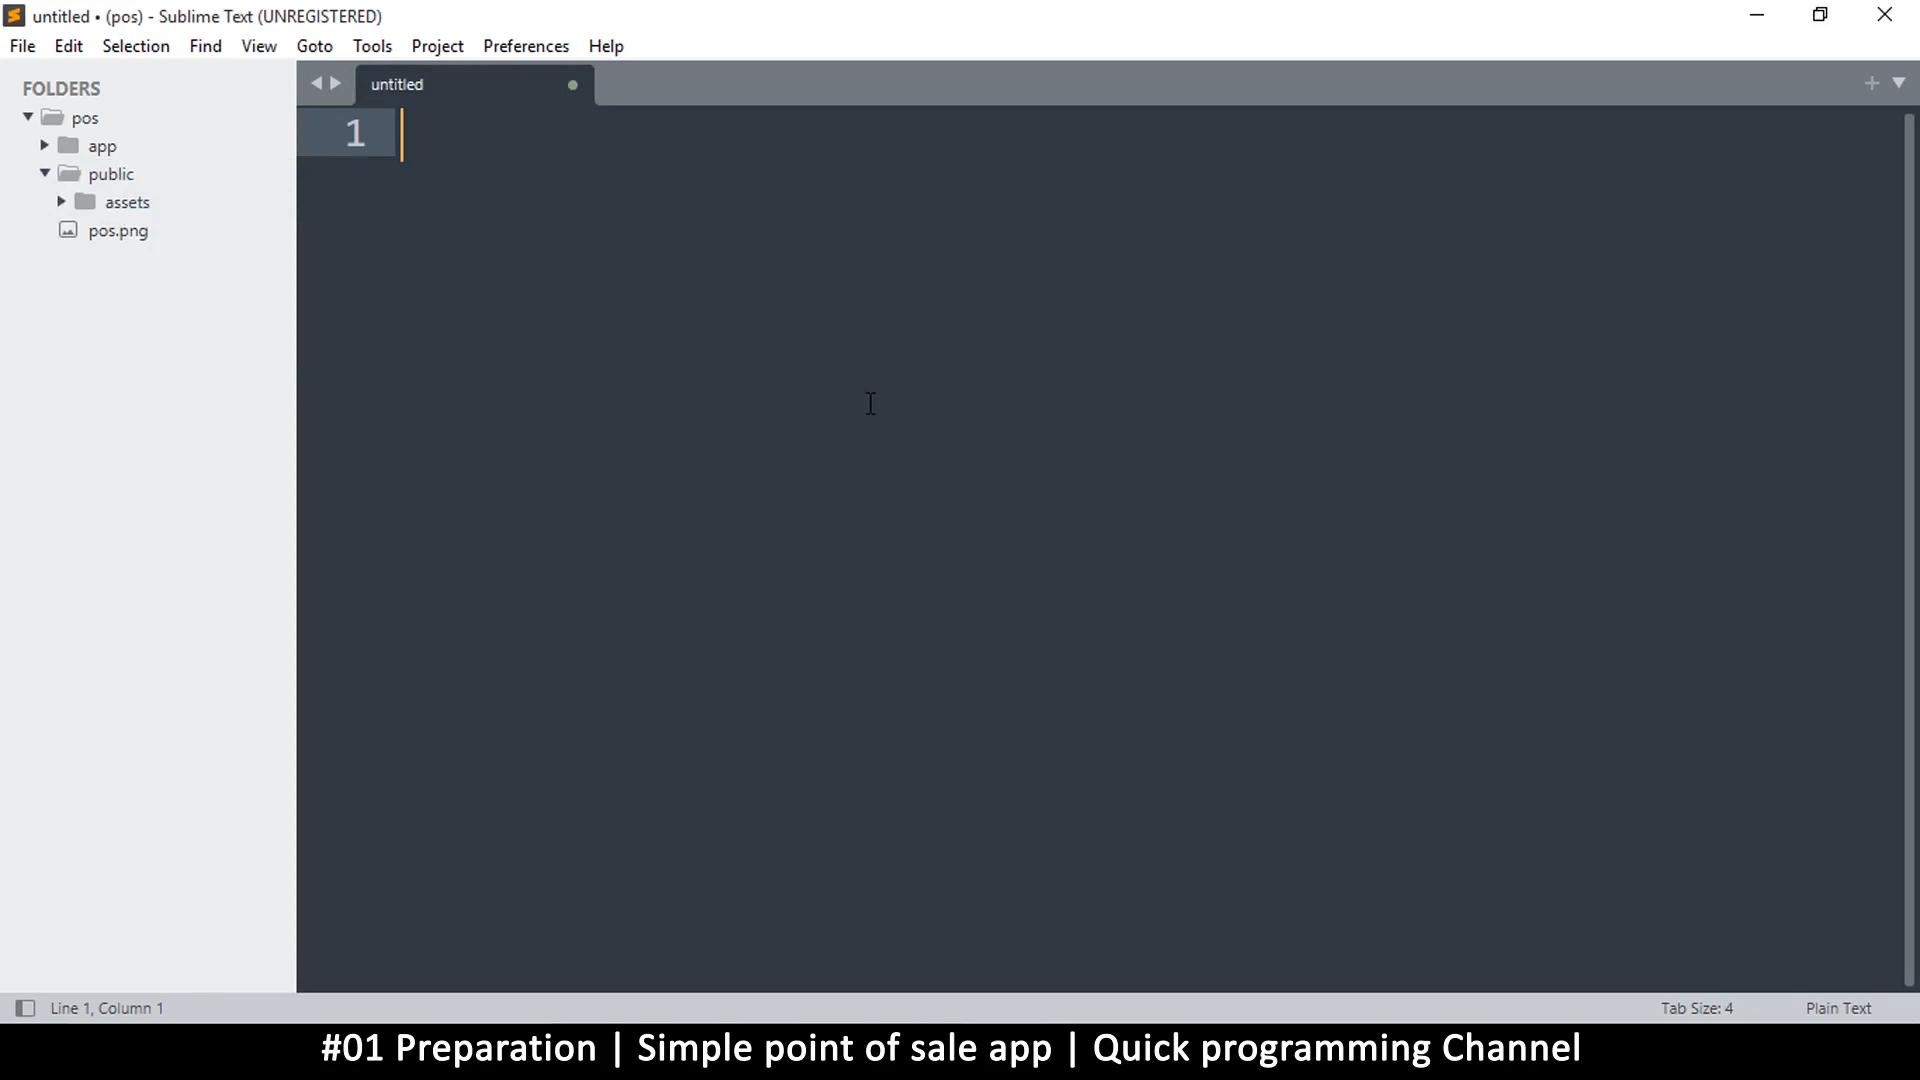 untitled • (pos) - Sublime Text (UNREGISTERED)
File Edit Selection Find View Goto Tools Project Preferences Help
FOLDERS
pos
app
public
assets
pos.png
untitled
1
Line 1, Column 1
Tab Size: 4
Plain Text
#01 Preparation | Simple point of sale app | Quick programming Channel